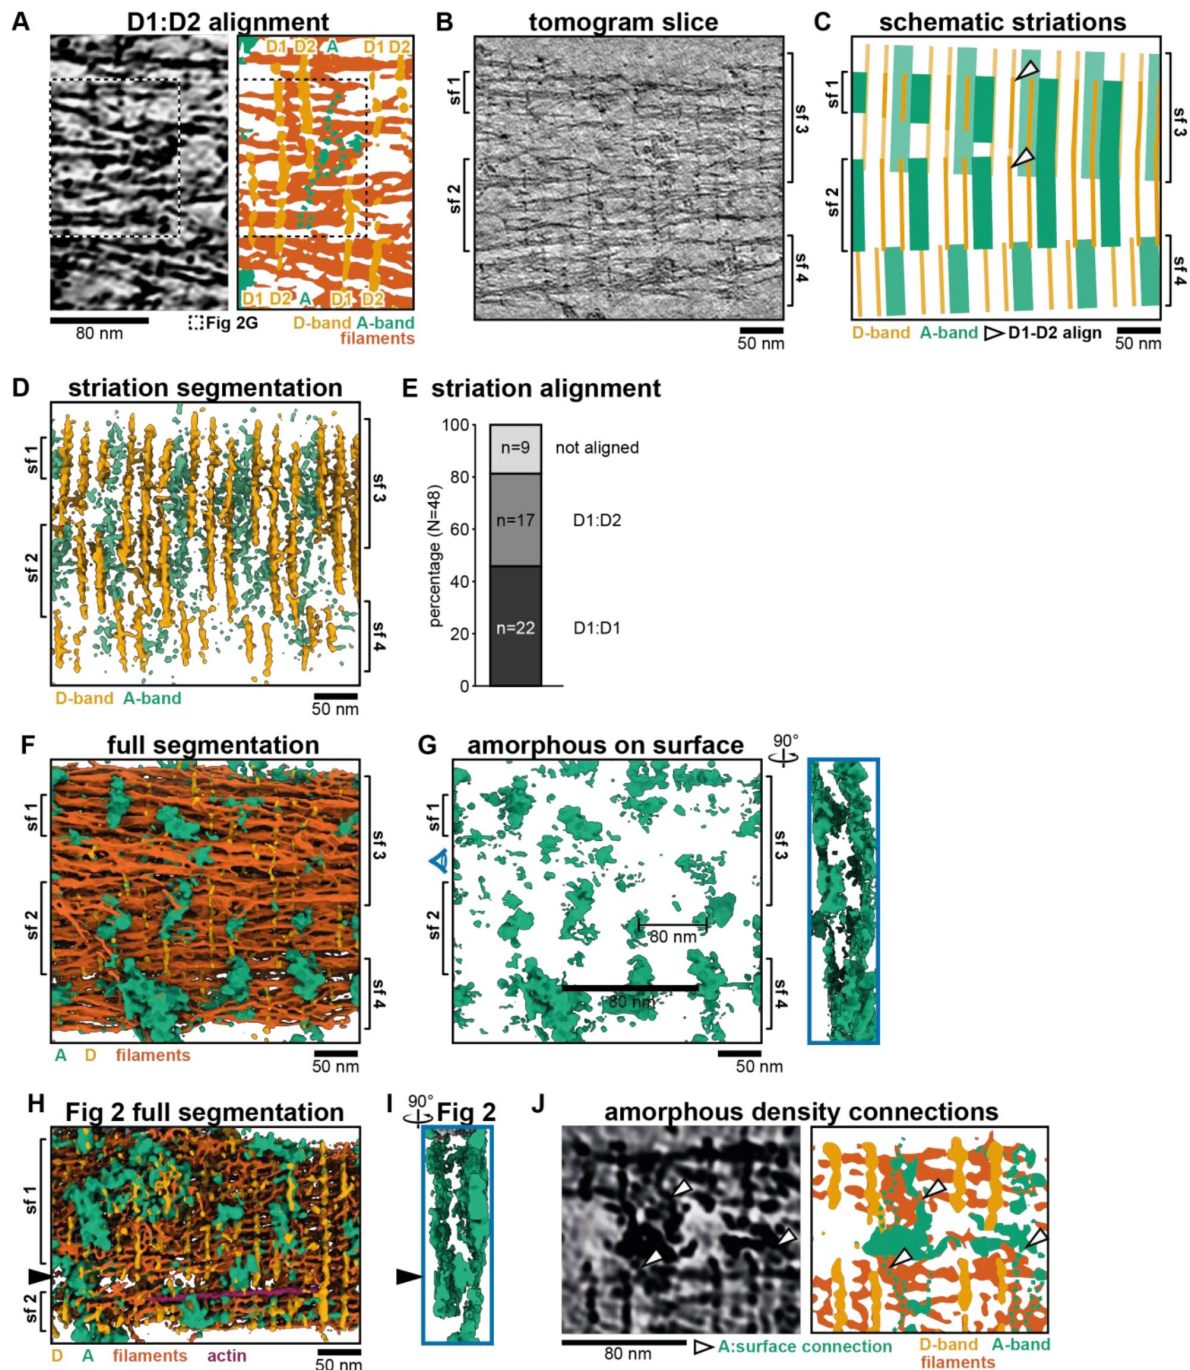 A D1:D2 alignment
D1 D2 A D1 D2
D1 D2 A D1 D2
80 nm
Fig 2G
D-band A-band
filaments
B tomogram slice
sf 1
sf 2
sf 3
sf 4
50 nm
C schematic striations
sf 1
sf 2
sf 3
sf 4
D-band A-band D1-D2 align
50 nm
D striation segmentation
sf 1
sf 2
sf 3
sf 4
D-band A-band
50 nm
E striation alignment
percentage (N=48)
100
80
60
40
20
0
n=9 not aligned
n=17 D1:D2
n=22 D1:D1
F full segmentation
sf 1
sf 2
sf 3
sf 4
A D filaments
50 nm
G amorphous on surface
90°
sf 1
sf 2
sf 3
sf 4
80 nm
80 nm
50 nm
H Fig 2 full segmentation
sf 1
sf 2
D A filaments actin
50 nm
I 90° Fig 2
J amorphous density connections
80 nm
A:surface connection
D-band A-band
filaments